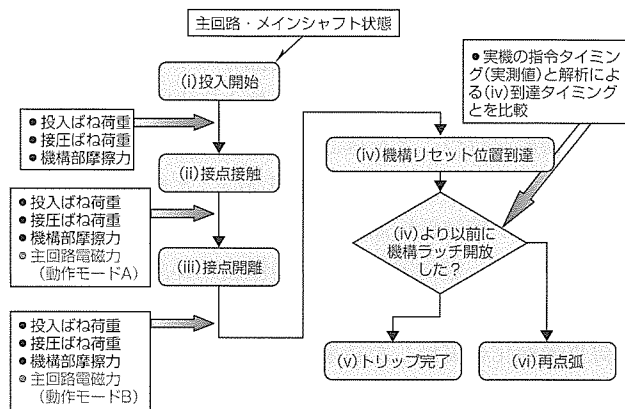 主回路・メインシャフト状態
(i)投入開始
● 投入ばね荷重
● 接圧ばね荷重
● 機構部摩擦力
(ii)接点接触
● 投入ばね荷重
● 接圧ばね荷重
● 機構部摩擦力
● 主回路電磁力
(動作モードA)
(iii)接点開離
● 投入ばね荷重
● 接圧ばね荷重
● 機構部摩擦力
● 主回路電磁力
(動作モードB)
● 実機の指令タイミ
ング(実測値)と解析によ
る(iv)到達タイミング
とを比較
(iv)機構リセット位置到達
(iv)より以前に
機構ラッチ開放
した？
(v)トリップ完了
(vi)再点弧